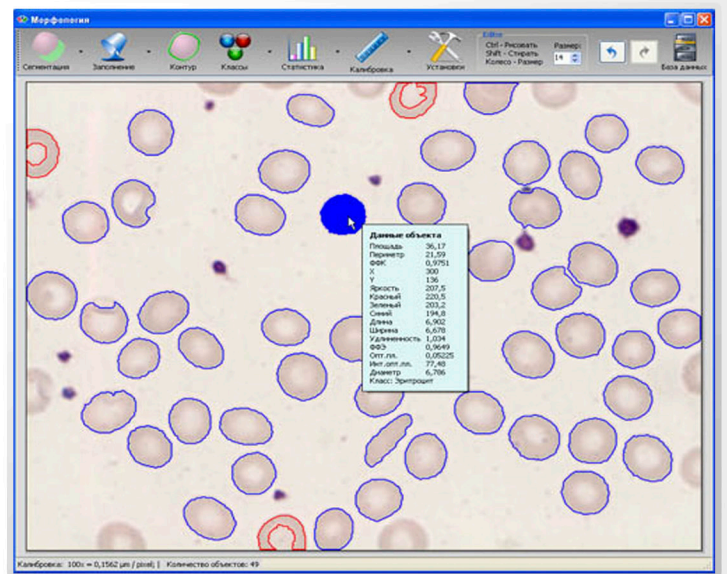 Морфология
Сегментация
Заполнение
Контур
Классы
Статистика
Калибровка
Установки
Editor
Ctrl - Рисовать
Shift - Стирать
Колесо - Размер
Размер:
14
База данных
Данные объекта
Площадь 36,17
Периметр 21,59
ФФК 0,9751
X 300
Y 136
Яркость 207,5
Красный 220,5
Зеленый 203,2
Синий 194,8
Длина 6,902
Ширина 6,678
Удлиненность 1,034
ФФЭ 0,9649
Опт.пл. 0,05225
Инт.опт.пл. 77,48
Диаметр 6,786
Класс: Эритроцит
Калибровка: 100x = 0,1562 µm / pixel; | Количество объектов: 49